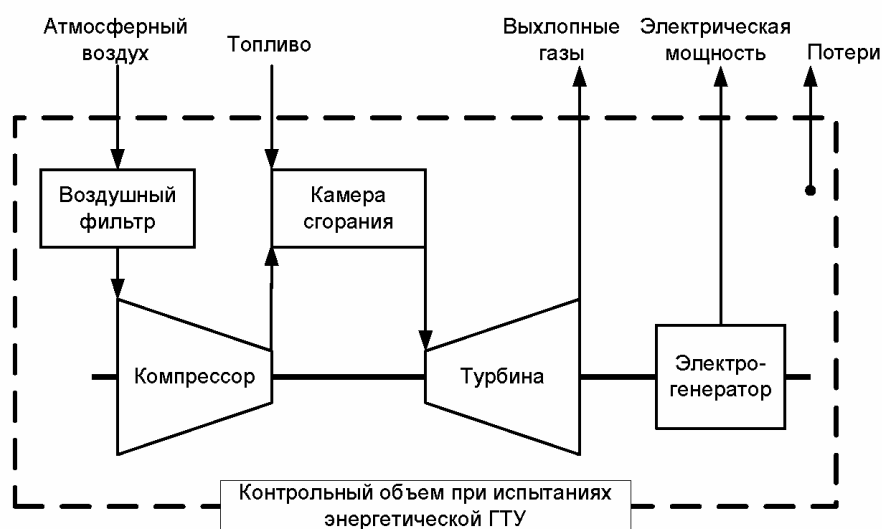 Атмосферный
воздух
Топливо
Выхлопные
газы
Электрическая
мощность
Потери
Воздушный
фильтр
Камера
сгорания
Компрессор
Турбина
Электро-
генератор
Контрольный объем при испытаниях
энергетической ГТУ